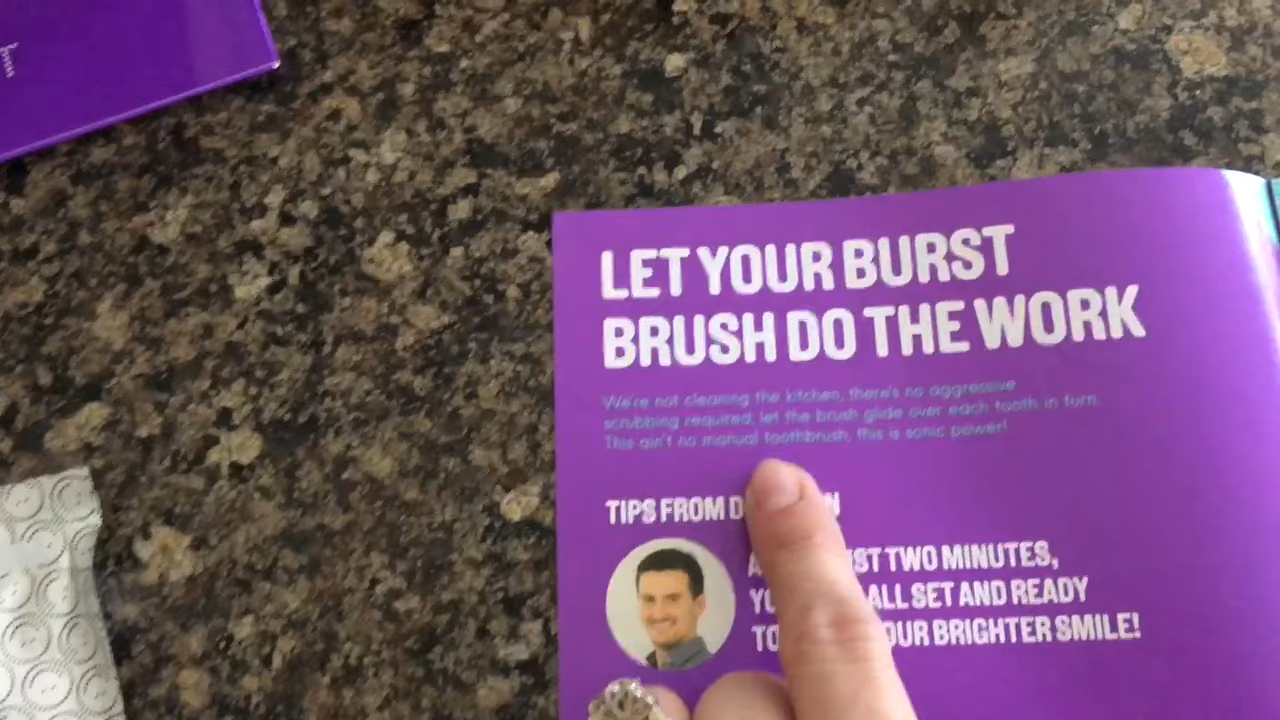 LET YOUR BURST
BRUSH DO THE WORK
We're not cleaning the kitchen, there's no aggressive
scrubbing required, let the brush glide over each tooth in turn.
This ain't no manual toothbrush, this is sonic power!
TIPS FROM
TWO MINUTES,
ALL SET AND READY
BRIGHTER SMILE!